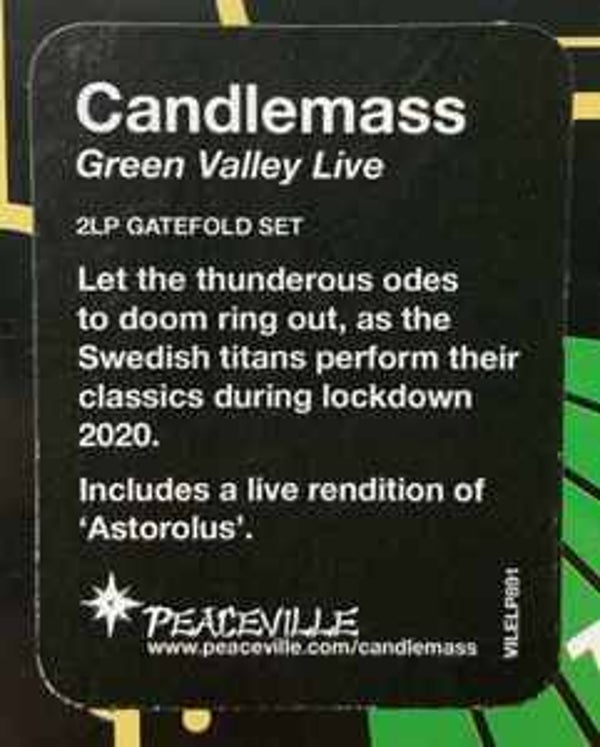 Candlemass
Green Valley Live
2LP GATEFOLD SET
Let the thunderous odes
to doom ring out, as the
Swedish titans perform their
classics during lockdown
2020.
Includes a live rendition of
‘Astorolus’.
PEACEVILLE
www.peaceville.com/candlemass
VILELP891